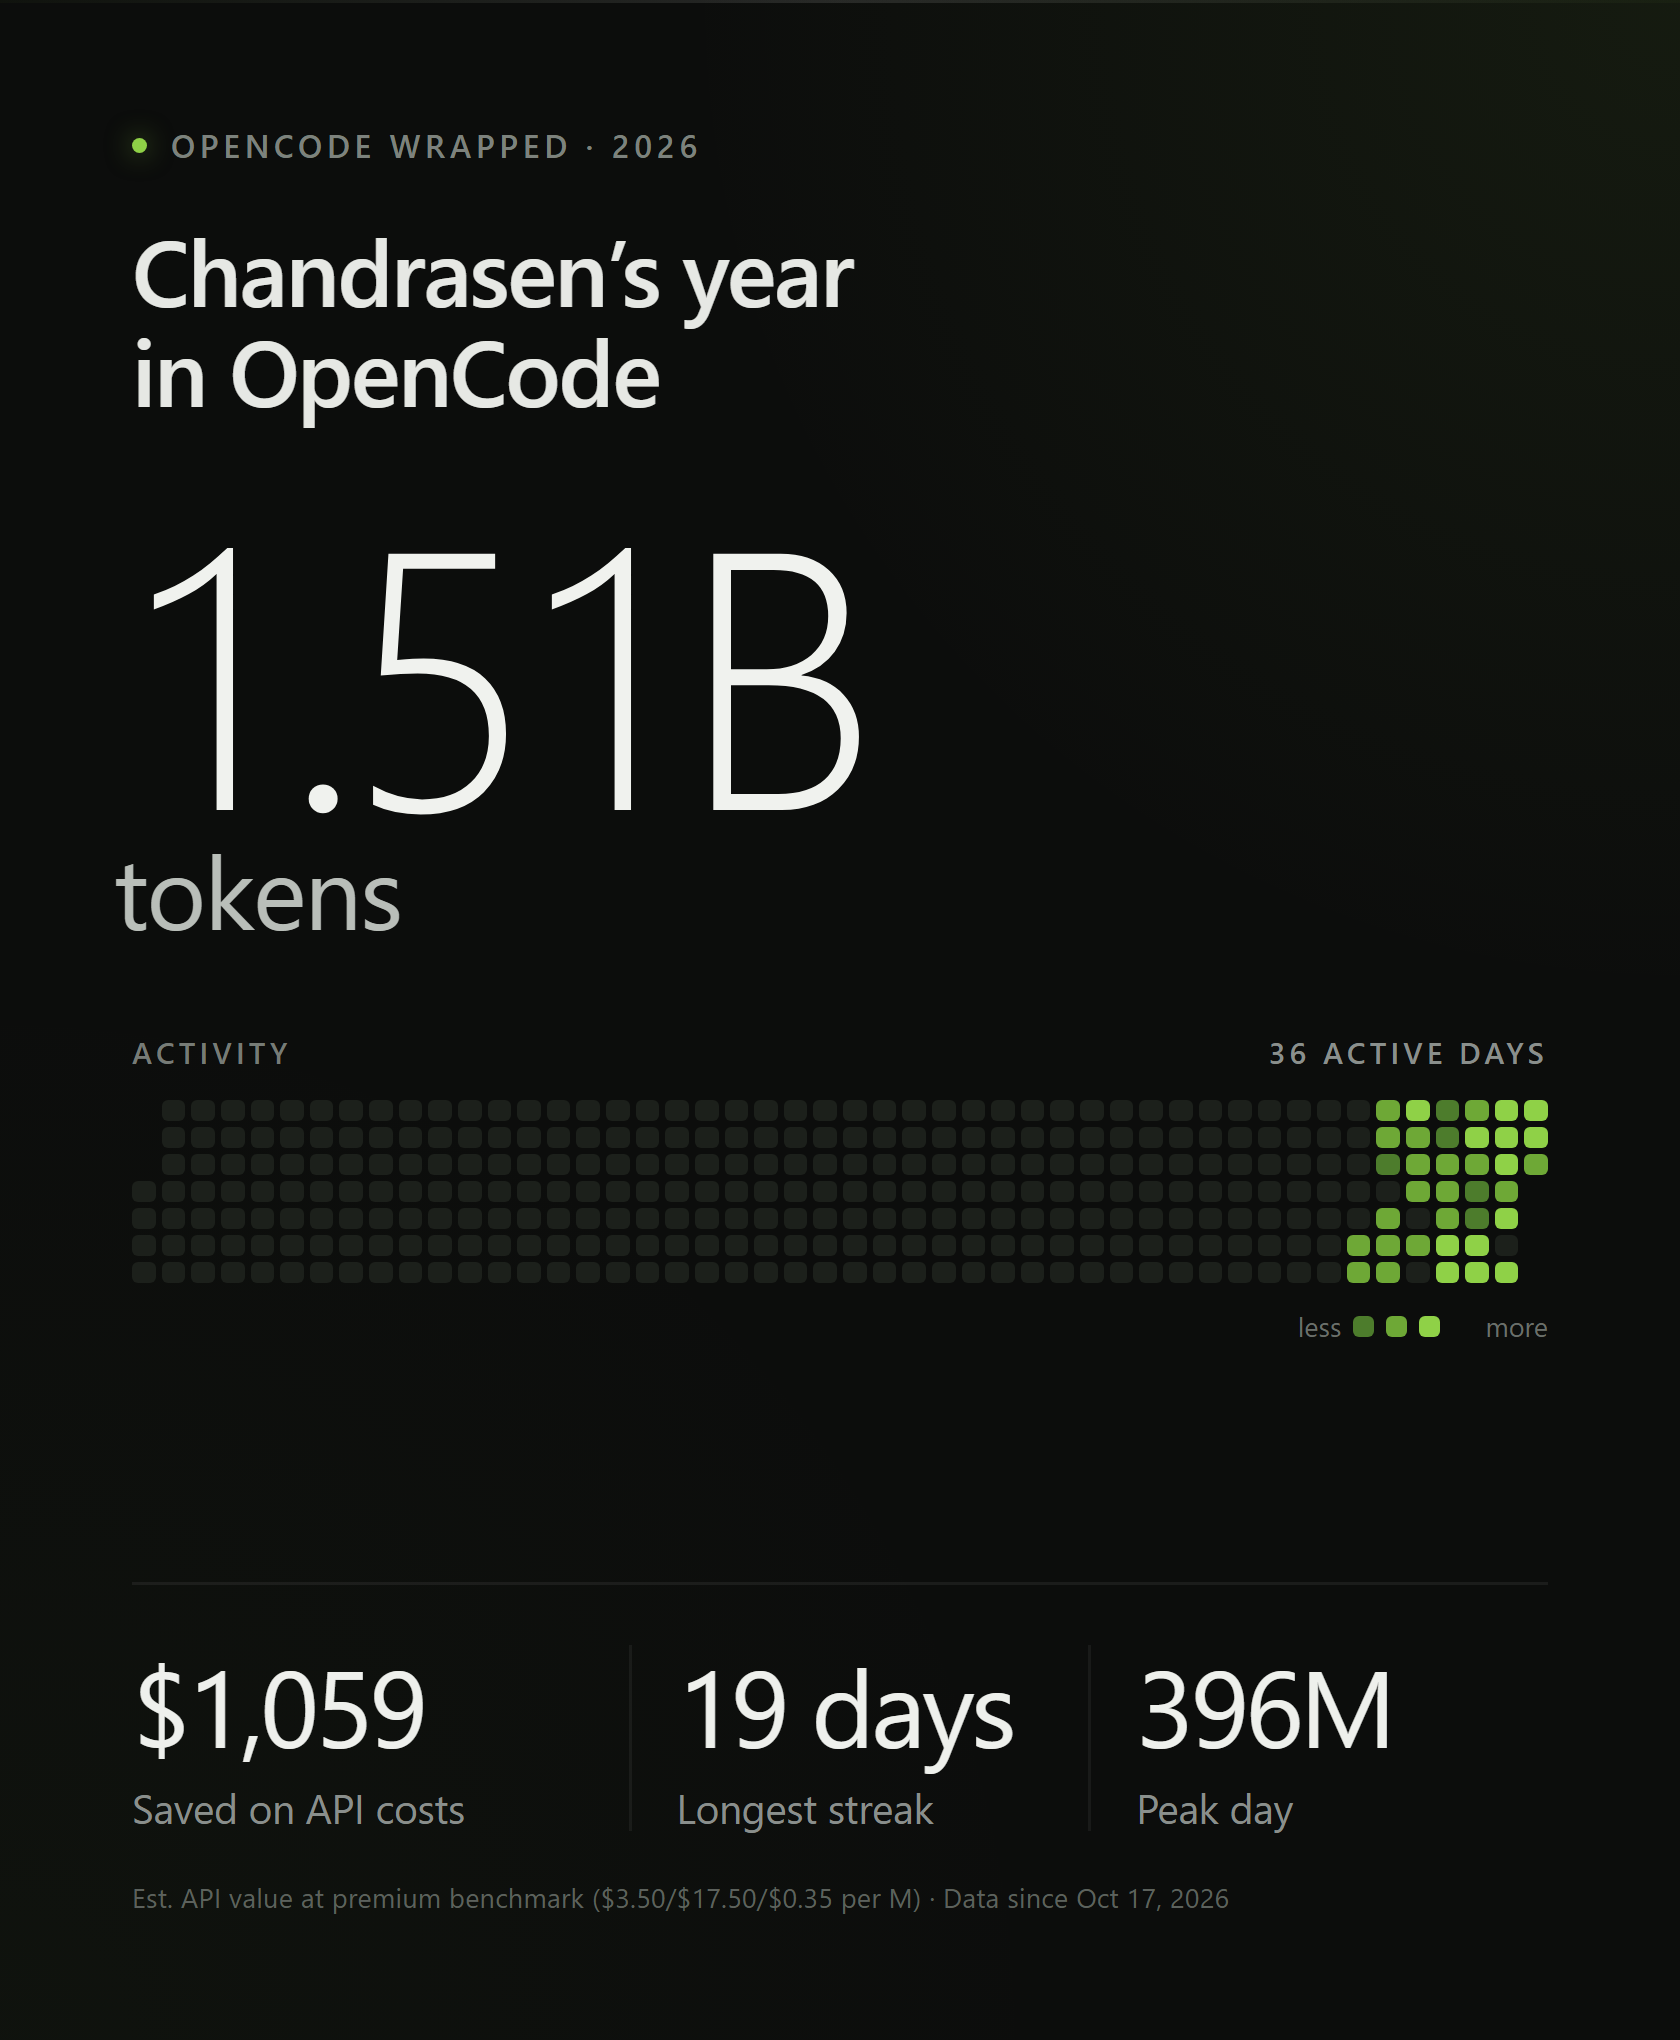 OPENCODE WRAPPED · 2026
Chandrasen’s year
in OpenCode
1.51B
tokens
ACTIVITY
36 ACTIVE DAYS
less more
$1,059
Saved on API costs
19 days
Longest streak
396M
Peak day
Est. API value at premium benchmark ($3.50/$17.50/$0.35 per M) · Data since Oct 17, 2026